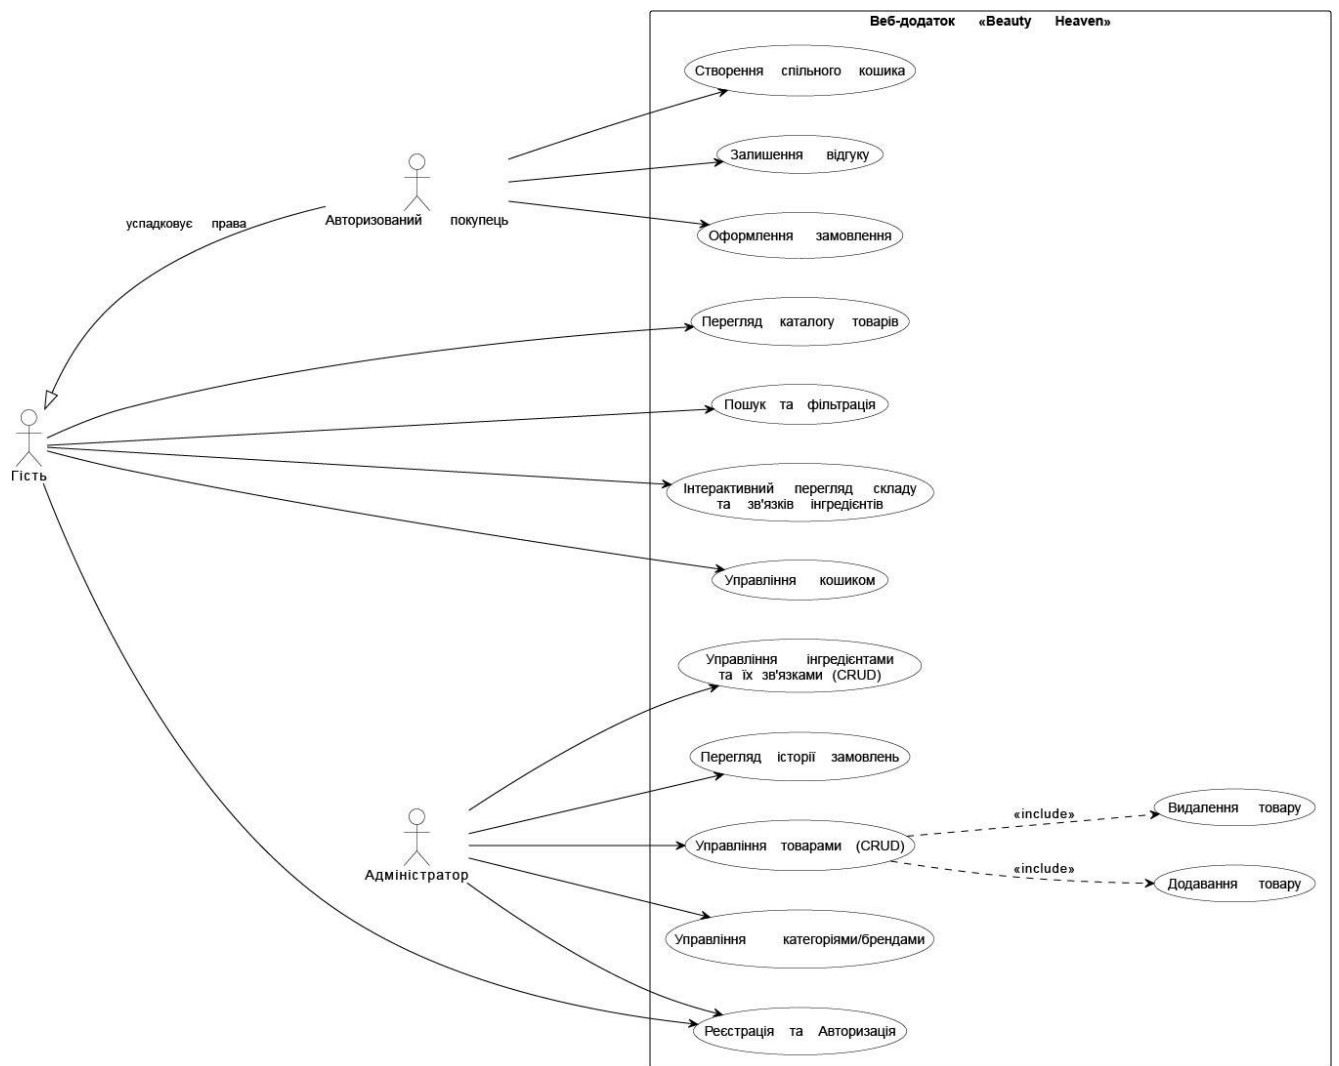 Веб-додаток «Beauty Heaven»
Створення спільного кошика
Залишення відгуку
Авторизований покупець
успадковує права
Оформлення замовлення
Перегляд каталогу товарів
Пошук та фільтрація
Гість
Інтерактивний перегляд складу
та зв'язків інгредієнтів
Управління кошиком
Управління інгредієнтами
та їх зв'язками (CRUD)
Перегляд історії замовлень
Видалення товару
«include»
Управління товарами (CRUD)
Адміністратор
«include»
Додавання товару
Управління категоріями/брендами
Реєстрація та Авторизація